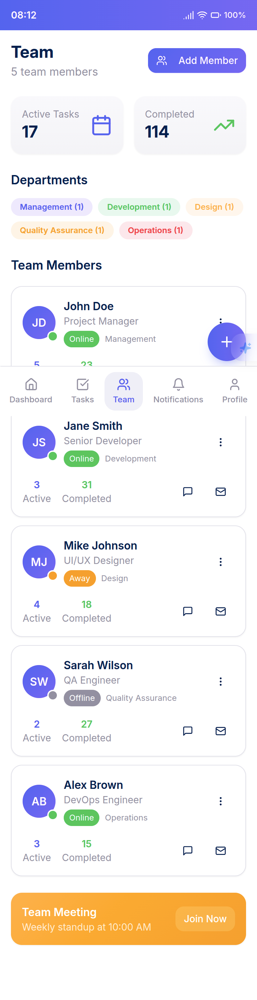 08:12
100%
Team
5 team members
Add Member
Active Tasks
17
Completed
114
Departments
Management (1)
Development (1)
Design (1)
Quality Assurance (1)
Operations (1)
Team Members
JD
John Doe
Project Manager
Online
Management
5
23
Dashboard
Tasks
Team
Notifications
Profile
JS
Jane Smith
Senior Developer
Online
Development
3
31
Active
Completed
MJ
Mike Johnson
UI/UX Designer
Away
Design
4
18
Active
Completed
SW
Sarah Wilson
QA Engineer
Offline
Quality Assurance
2
27
Active
Completed
AB
Alex Brown
DevOps Engineer
Online
Operations
3
15
Active
Completed
Team Meeting
Weekly standup at 10:00 AM
Join Now